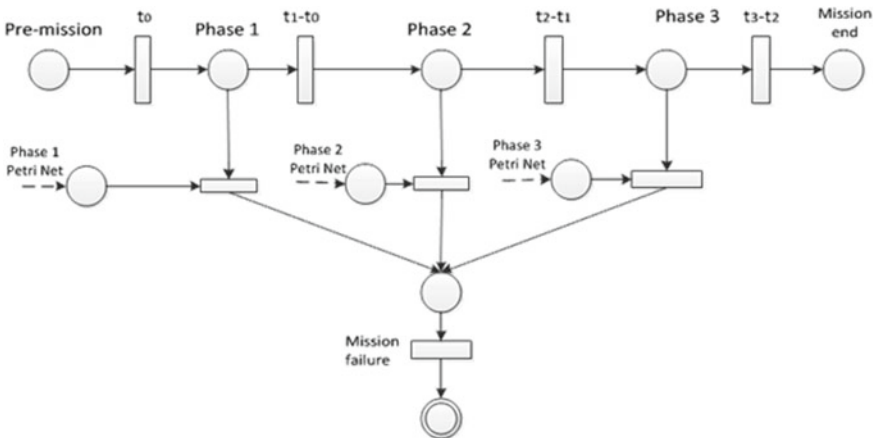 Pre-mission
t0
Phase 1
t1-t0
Phase 2
t2-t1
Phase 3
t3-t2
Mission
end
Phase 1
Petri Net
Phase 2
Petri Net
Phase 3
Petri Net
Mission
failure